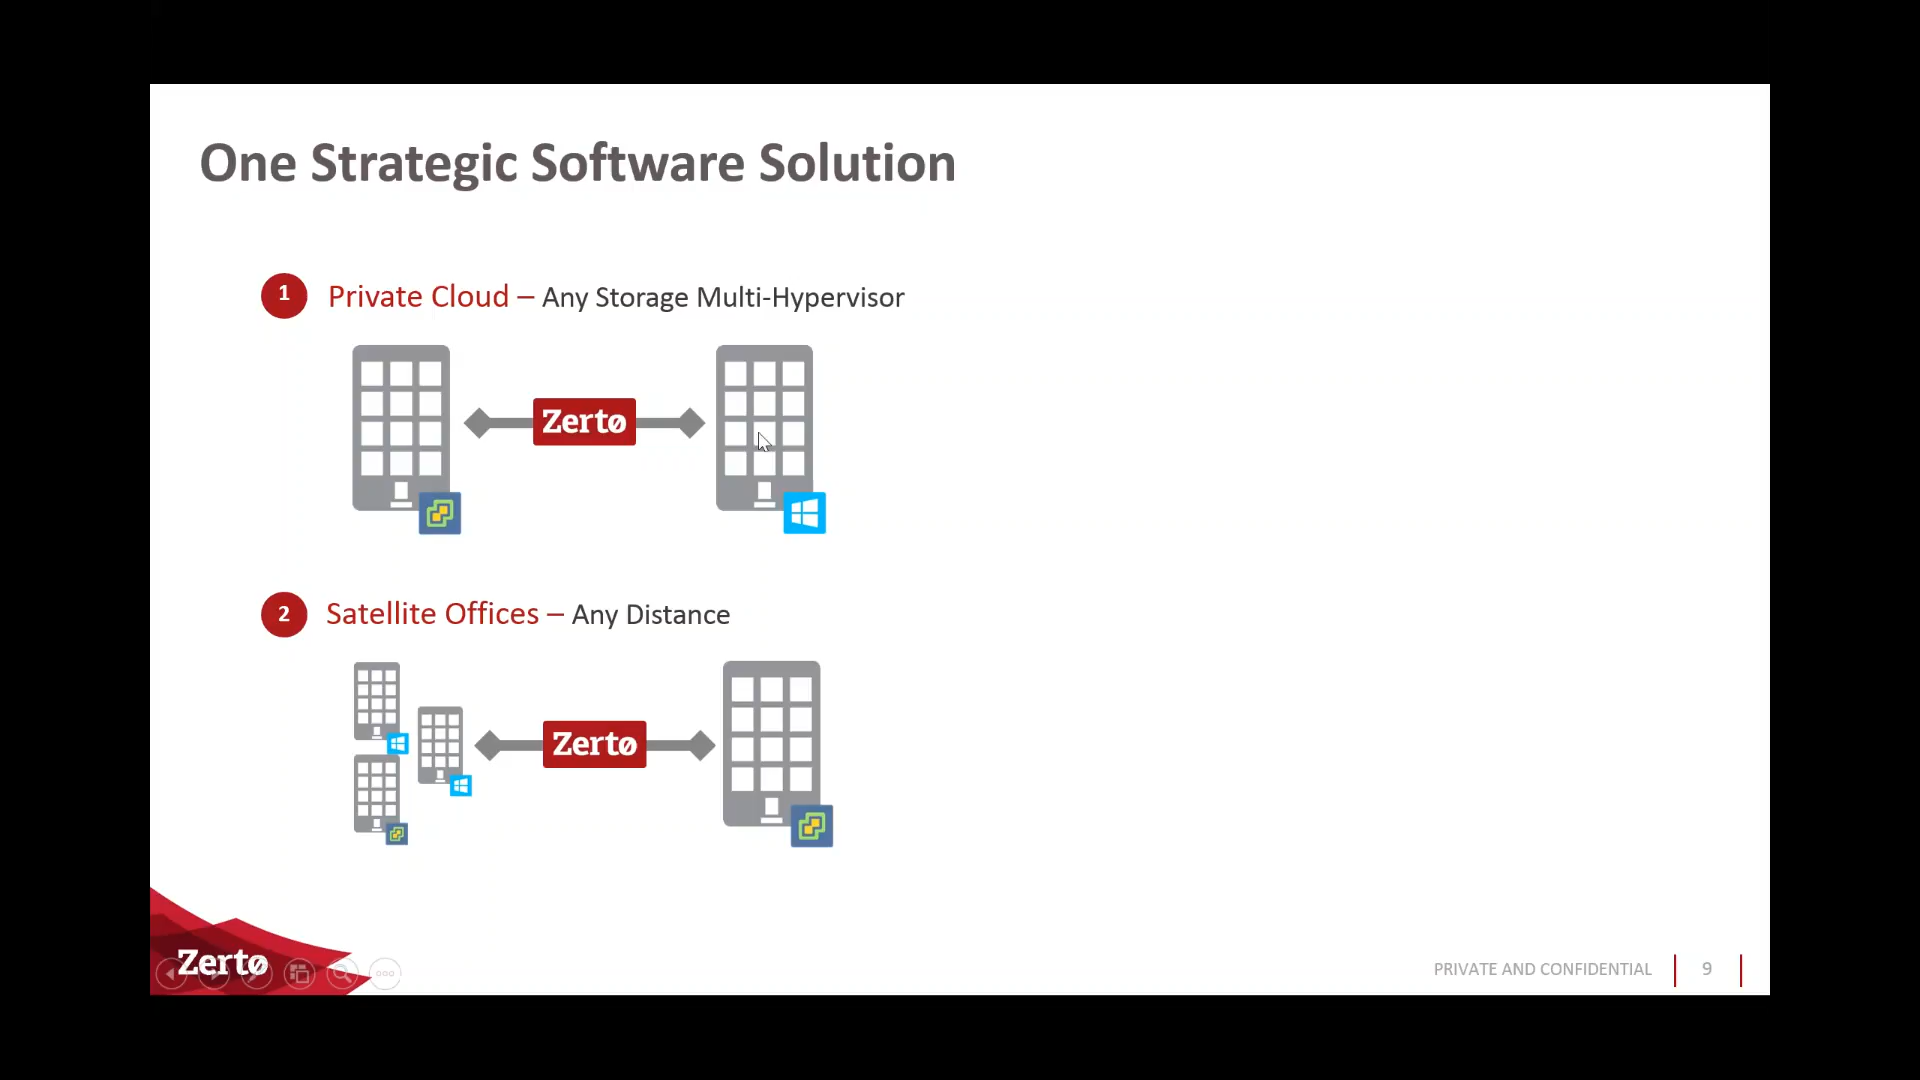 One Strategic Software Solution
1 Private Cloud – Any Storage Multi-Hypervisor
Zertø
2 Satellite Offices – Any Distance
Zertø
Zertø
PRIVATE AND CONFIDENTIAL 9